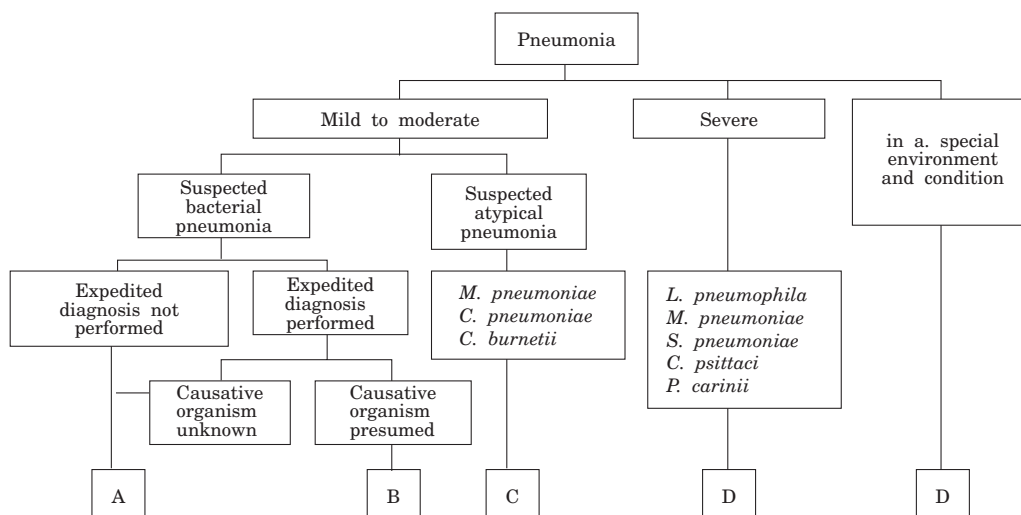 Pneumonia
Mild to moderate
Severe
in a. special
environment
and condition
Suspected
bacterial
pneumonia
Suspected
atypical
pneumonia
Expedited
diagnosis not
performed
Expedited
diagnosis
performed
M. pneumoniae
C. pneumoniae
C. burnetii
L. pneumophila
M. pneumoniae
S. pneumoniae
C. psittaci
P. carinii
Causative
organism
unknown
Causative
organism
presumed
A
B
C
D
D